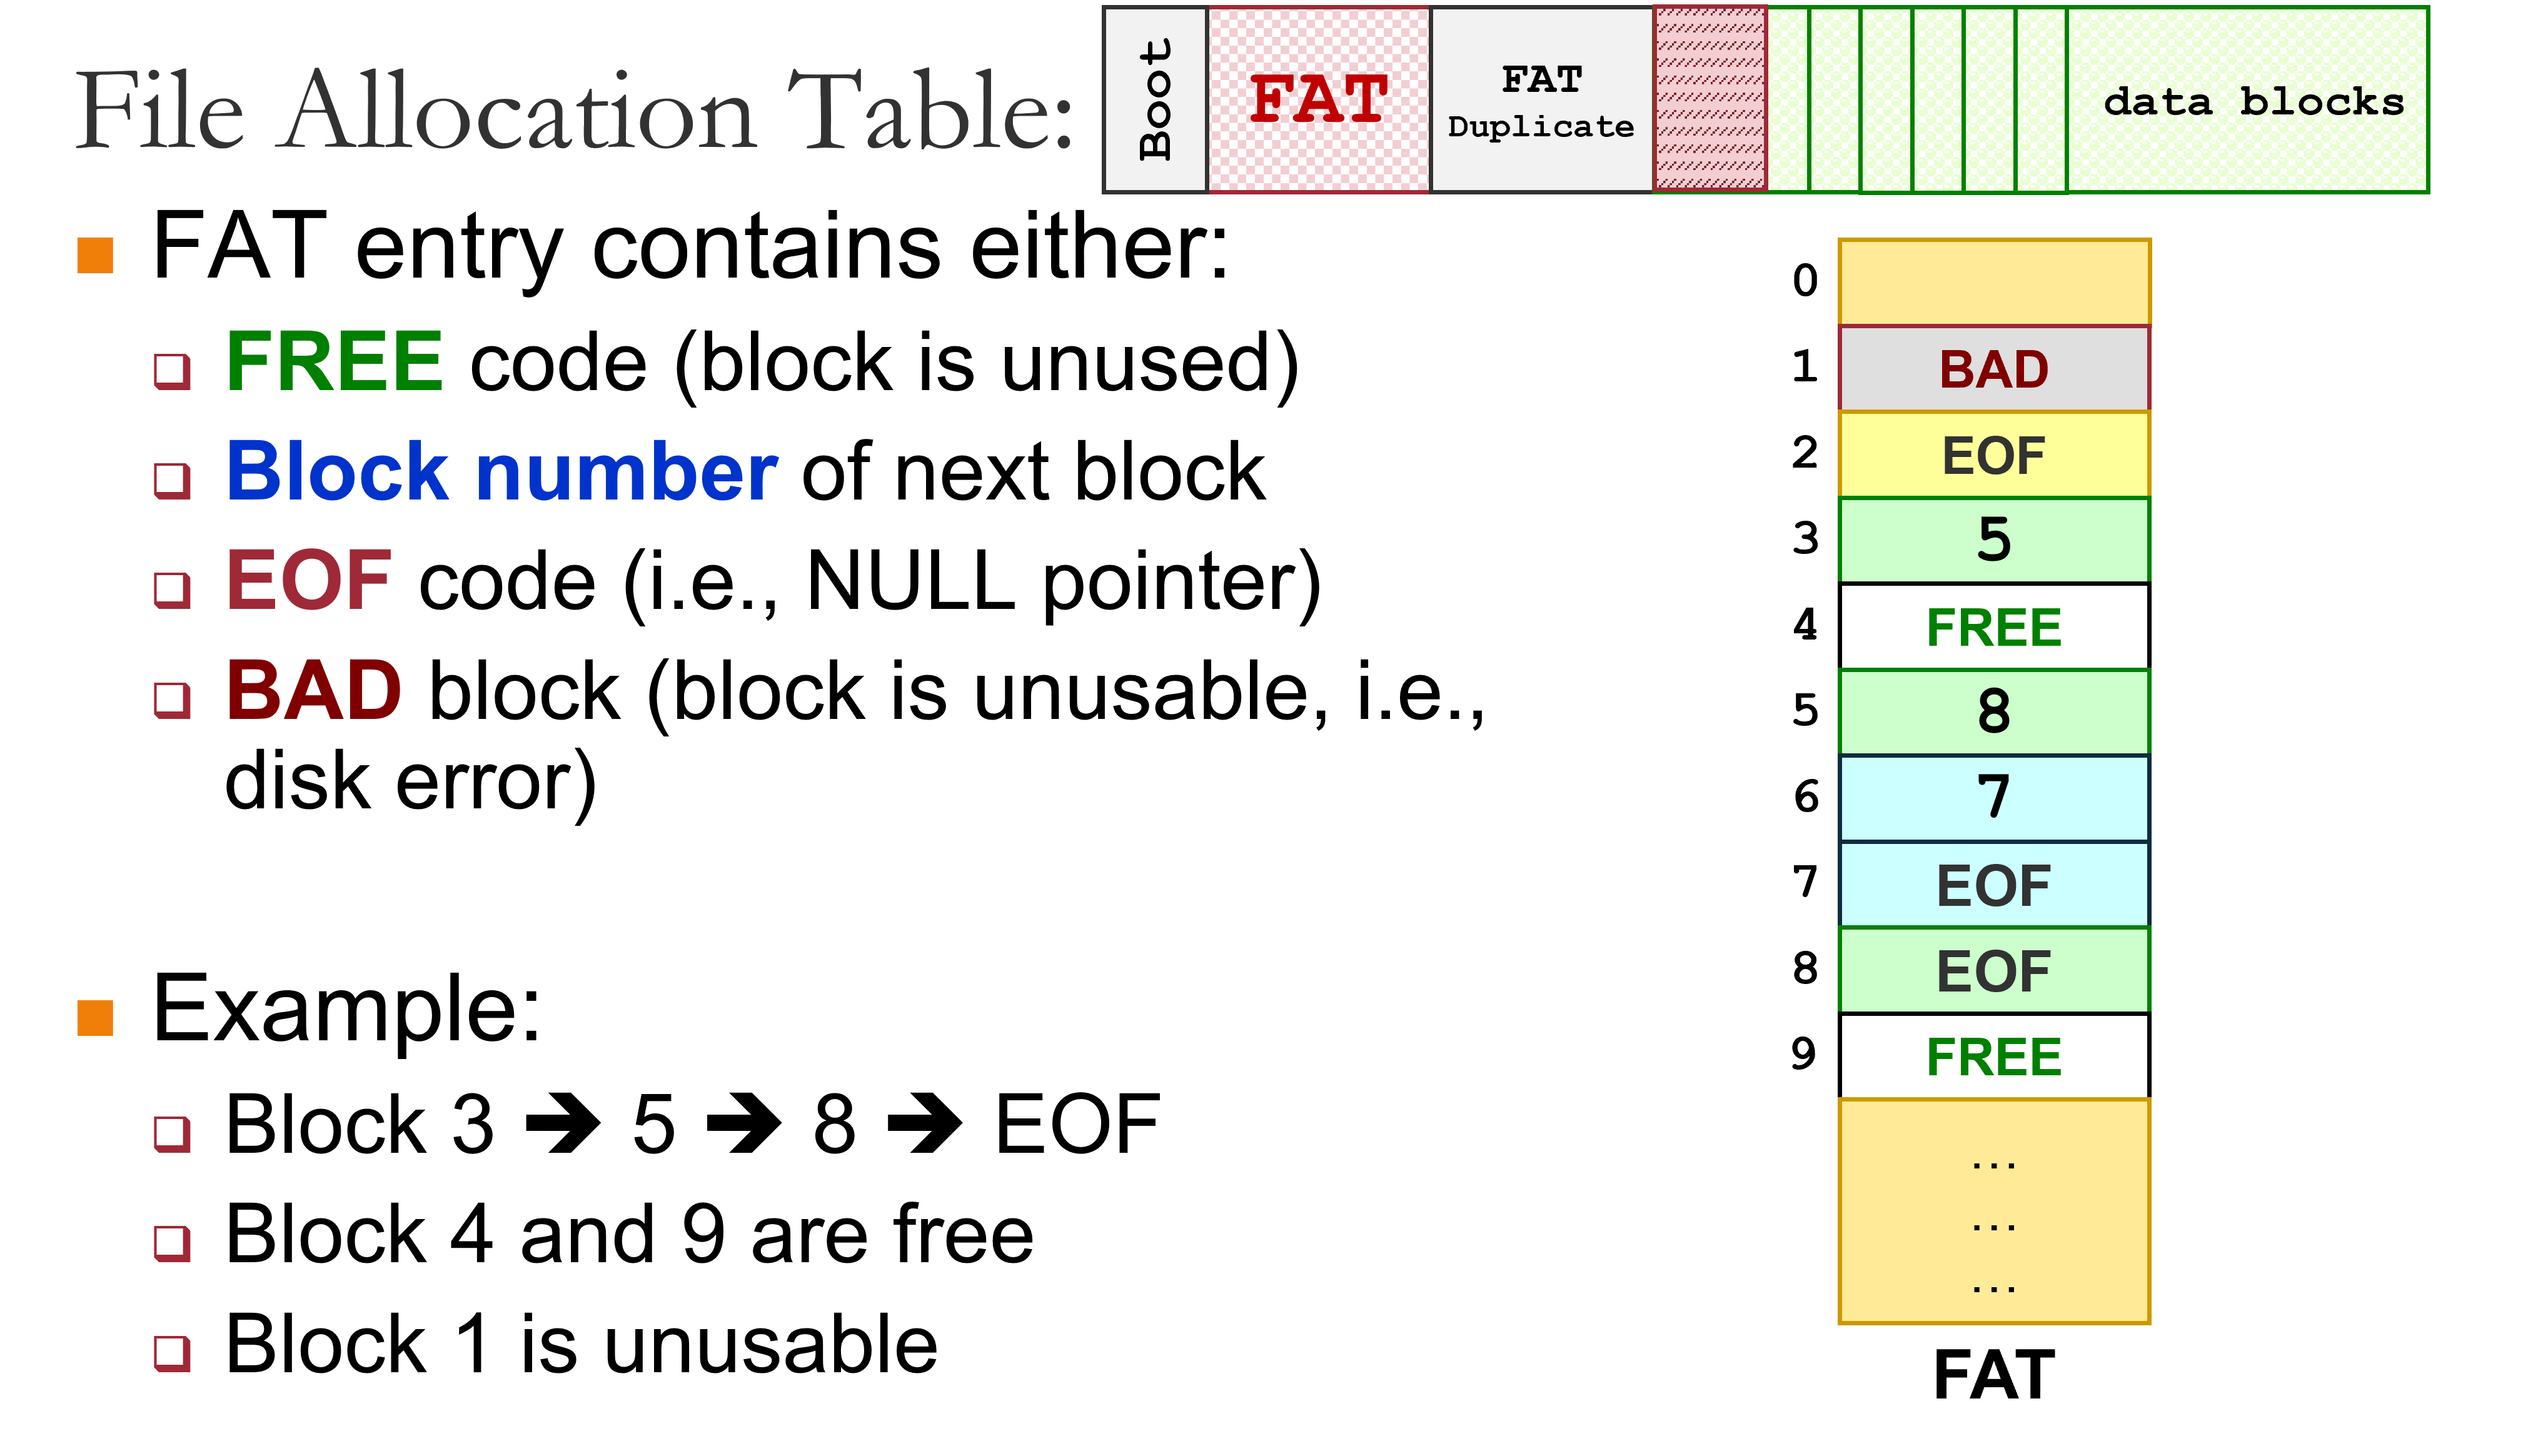 File Allocation Table:
Boot
FAT
FAT
Duplicate
data blocks
FAT entry contains either:
FREE code (block is unused)
Block number of next block
EOF code (i.e., NULL pointer)
BAD block (block is unusable, i.e.,
disk error)
Example:
Block 3 🡺 5 🡺 8 🡺 EOF
Block 4 and 9 are free
Block 1 is unusable
0
1 BAD
2 EOF
3 5
4 FREE
5 8
6 7
7 EOF
8 EOF
9 FREE
...
...
...
FAT